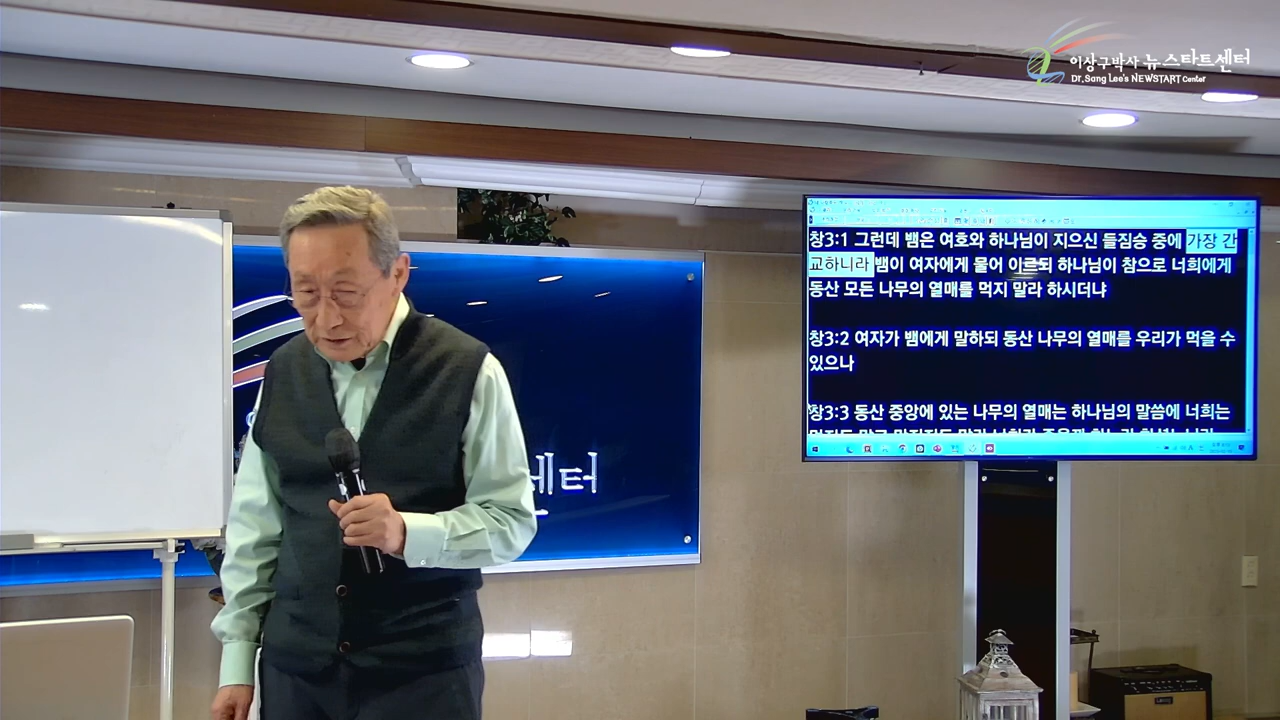 이상구박사 뉴스타트센터
Dr. Sang Lee's NEWSTART Center
창3:1 그런데 뱀은 여호와 하나님이 지으신 들짐승 중에 가장 간
교하니라 뱀이 여자에게 물어 이르되 하나님이 참으로 너희에게
동산 모든 나무의 열매를 먹지 말라 하시더냐
창3:2 여자가 뱀에게 말하되 동산 나무의 열매를 우리가 먹을 수
있으나
창3:3 동산 중앙에 있는 나무의 열매는 하나님의 말씀에 너희는
센터